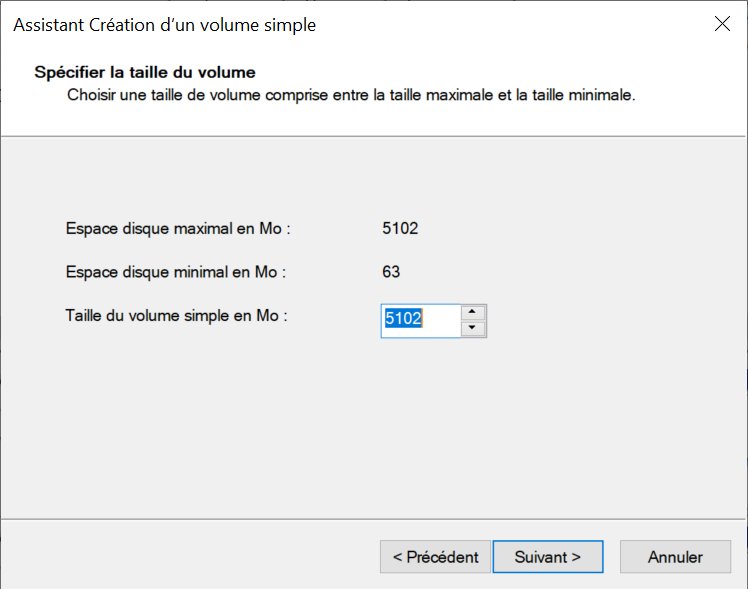 Assistant Création d'un volume simple
Spécifier la taille du volume
Choisir une taille de volume comprise entre la taille maximale et la taille minimale.
Espace disque maximal en Mo : 5102
Espace disque minimal en Mo : 63
Taille du volume simple en Mo : 5102
< Précédent Suivant > Annuler